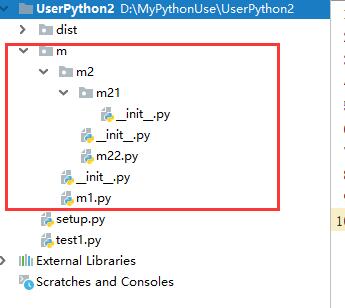 UserPython2 D:\MyPythonUse\UserPython2
dist
m
m2
m21
__init__.py
__init__.py
m22.py
__init__.py
m1.py
setup.py
test1.py
External Libraries
Scratches and Consoles